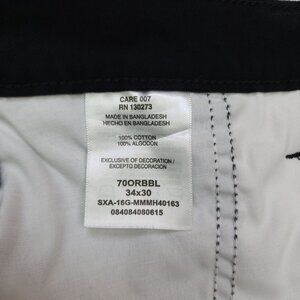 CARE 007
RN 130273
MADE IN BANGLADESH
HECHO EN BANGLADESH
100% COTTON
100% ALGODON
EXCLUSIVE OF DECORATION/
EXCEPTO DECORACION
70ORBBL
34x30
SXA-16G-MMMH40163
084084080615